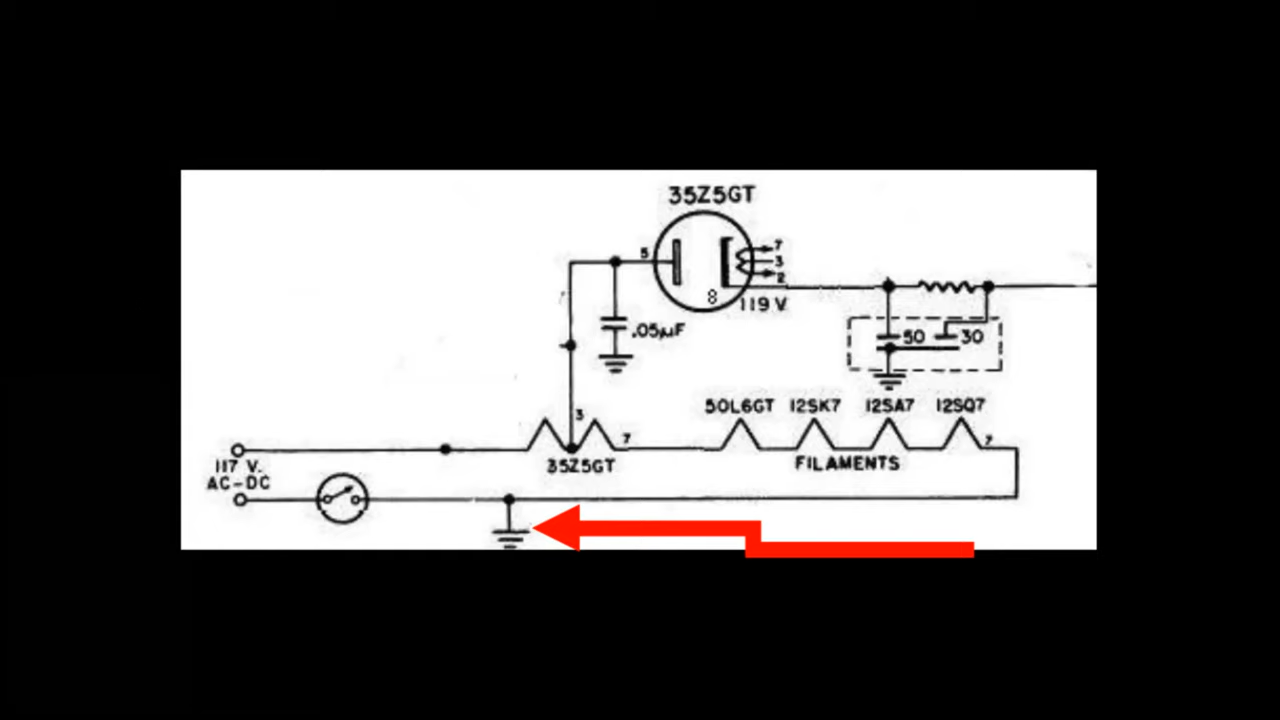 35Z5GT
5
7
3
2
8
119 V.
.05µF
50
30
3
7
50L6GT 12SK7 12SA7 12SQ7
7
117 V.
AC-DC
35Z5GT
FILAMENTS